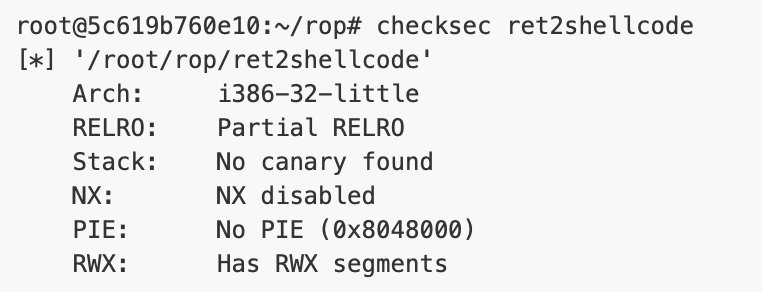 root@5c619b760e10:~/rop# checksec ret2shellcode
[*] '/root/rop/ret2shellcode'
    Arch:     i386-32-little
    RELRO:    Partial RELRO
    Stack:    No canary found
    NX:       NX disabled
    PIE:      No PIE (0x8048000)
    RWX:      Has RWX segments